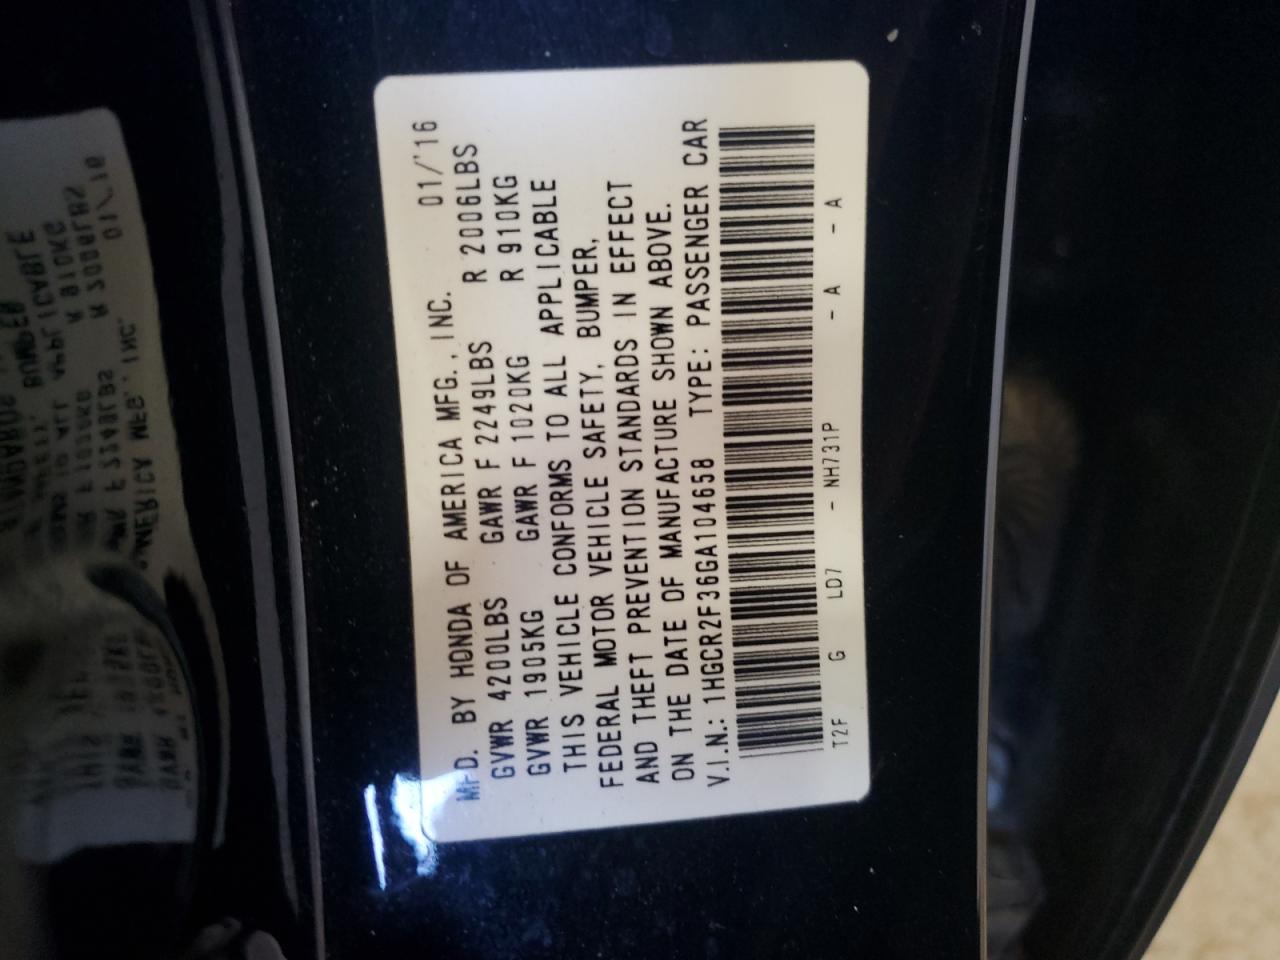 MFD. BY HONDA OF AMERICA MFG., INC. 01/'16
GVWR 4200LBS GAWR F 2249LBS R 2006LBS
GVWR 1905KG GAWR F 1020KG R 910KG
THIS VEHICLE CONFORMS TO ALL APPLICABLE
FEDERAL MOTOR VEHICLE SAFETY, BUMPER,
AND THEFT PREVENTION STANDARDS IN EFFECT
ON THE DATE OF MANUFACTURE SHOWN ABOVE.
V.I.N.: 1HGCR2F36GA104658 TYPE: PASSENGER CAR
T2F G LD7 - NH731P - A - A